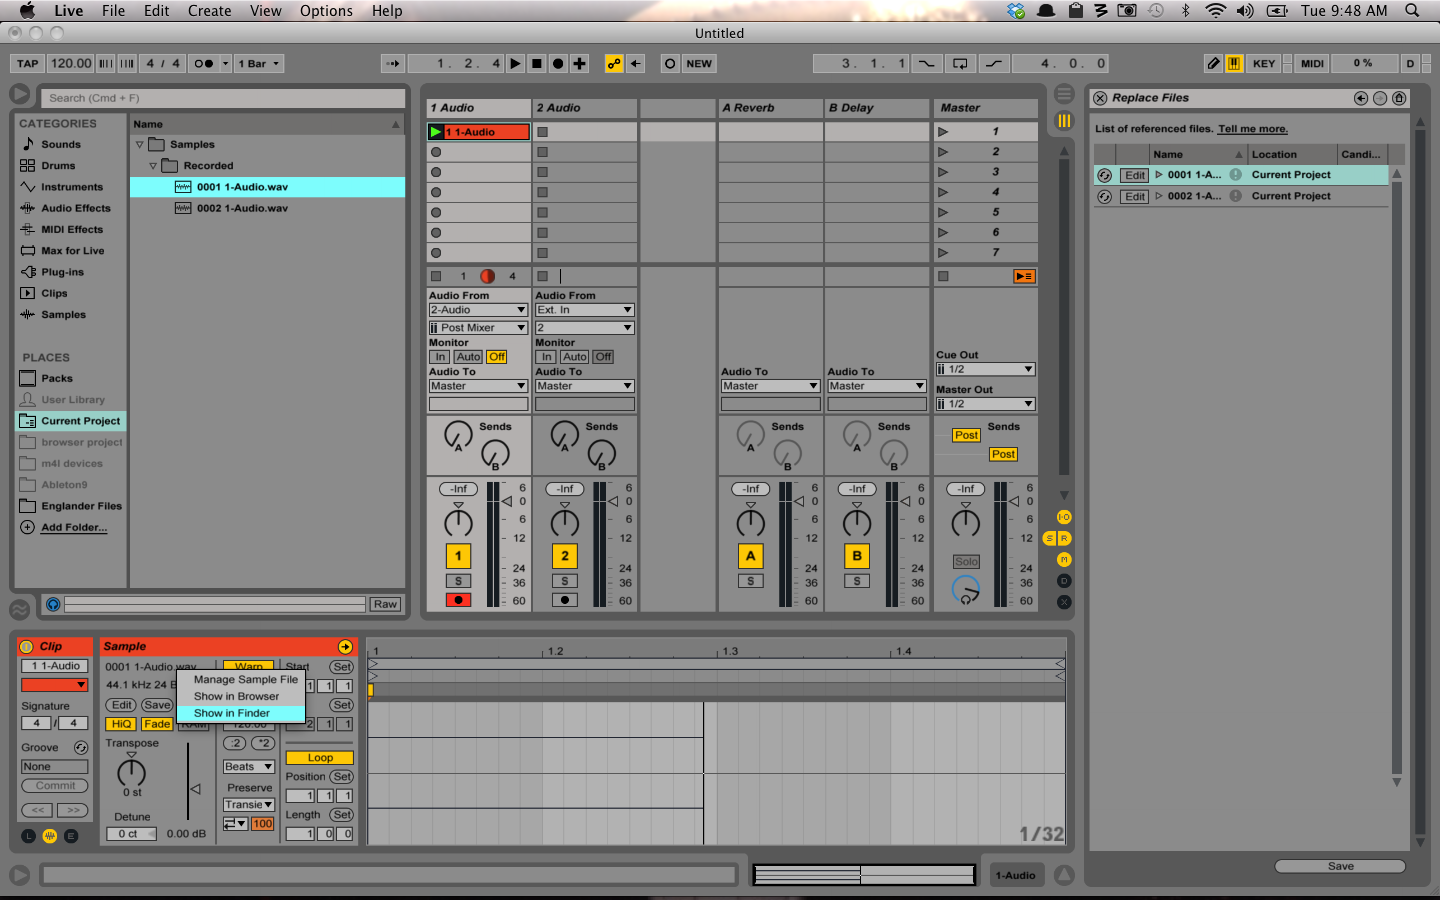 Live File Edit Create View Options Help Tue 9:48 AM
Untitled
TAP 120.00 4 / 4 1 Bar 1. 2. 4 NEW 3. 1. 1 4. 0. 0 KEY MIDI 0 % D
Search (Cmd + F)
CATEGORIES
Sounds
Drums
Instruments
Audio Effects
MIDI Effects
Max for Live
Plug-ins
Clips
Samples
PLACES
Packs
User Library
Current Project
browser project
m4l devices
Ableton9
Englander Files
Add Folder...
Name
Samples
Recorded
0001 1-Audio.wav
0002 1-Audio.wav
Raw
1 Audio 2 Audio A Reverb B Delay Master
1 1-Audio 1
2
3
4
5
6
7
1 4
Audio From Audio From
2-Audio Ext. In
Post Mixer 2
Monitor Monitor
In Auto Off In Auto Off
Cue Out
1/2
Audio To Audio To Audio To Audio To
Master Master Master Master
Master Out
1/2
Sends Sends Sends Sends Sends
A B A B A B A B Post Post
-Inf -Inf -Inf -Inf -Inf
6 6 6 6 6
0 0 0 0 0
6 6 6 6 6
12 12 12 12 12
1 2 A B Solo
24 24 24 24 24
S S S S
36 36 36 36 36
60 60 60 60 60
I·O
S R
M
D
X
Replace Files
List of referenced files. Tell me more.
Name Location Candi...
Edit 0001 1-A... Current Project
Edit 0002 1-A... Current Project
Save
Clip
1 1-Audio
Signature
4 / 4
Groove
None
Commit
<< >>
L E
Sample
0001 1-Audio.wav
44.1 kHz 24 B
Edit Save
HiQ Fade RAM
Transpose
0 st
Detune
0 ct 0.00 dB
Manage Sample File
Show in Browser
Show in Finder
Warp
120.00
:2 *2
Beats
Preserve
Transie
100
Start Set
1 1 1
Set
2 1 1
Loop
Position Set
1 1 1
Length Set
1 0 0
1 1.2 1.3 1.4
1/32
1-Audio